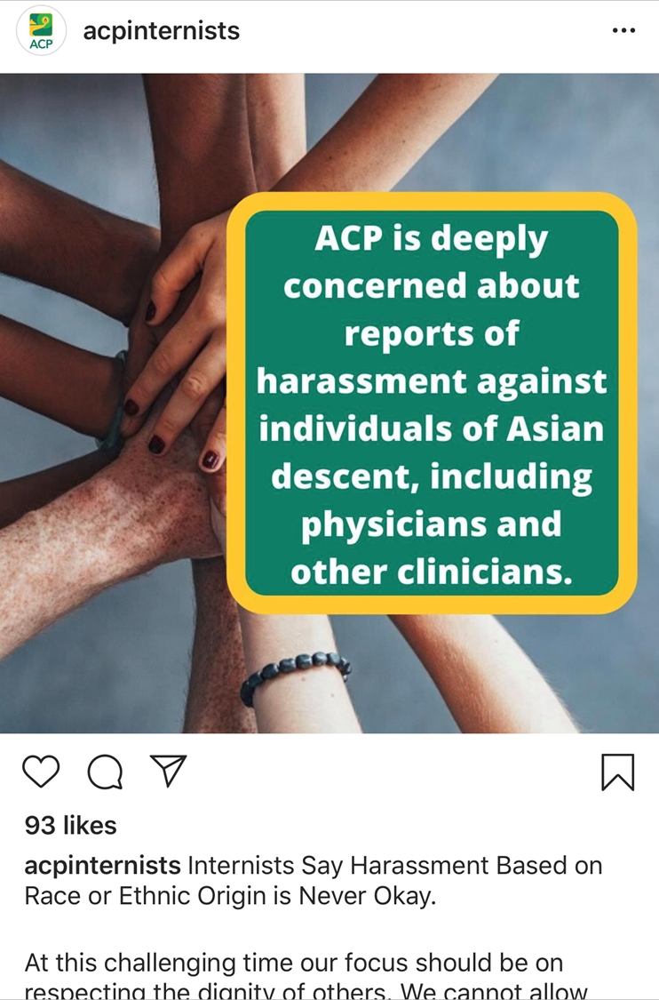 ACP
acpinternists
ACP is deeply
concerned about
reports of
harassment against
individuals of Asian
descent, including
physicians and
other clinicians.
93 likes
acpinternists Internists Say Harassment Based on
Race or Ethnic Origin is Never Okay.
At this challenging time our focus should be on
respecting the dignity of others. We cannot allow